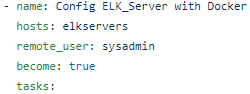 - name: Config ELK_Server with Docker
  hosts: elkservers
  remote_user: sysadmin
  become: true
  tasks: